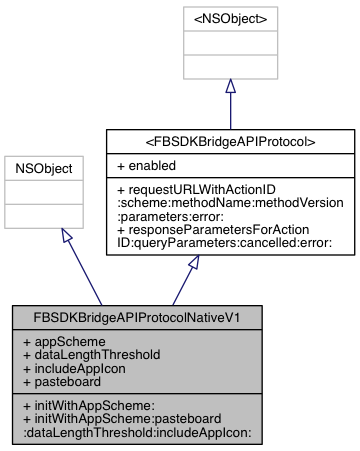 <NSObject>
<FBSDKBridgeAPIProtocol>
+ enabled
+ requestURLWithActionID
:scheme:methodName:methodVersion
:parameters:error:
+ responseParametersForAction
ID:queryParameters:cancelled:error:
NSObject
FBSDKBridgeAPIProtocolNativeV1
+ appScheme
+ dataLengthThreshold
+ includeAppIcon
+ pasteboard
+ initWithAppScheme:
+ initWithAppScheme:pasteboard
:dataLengthThreshold:includeAppIcon: